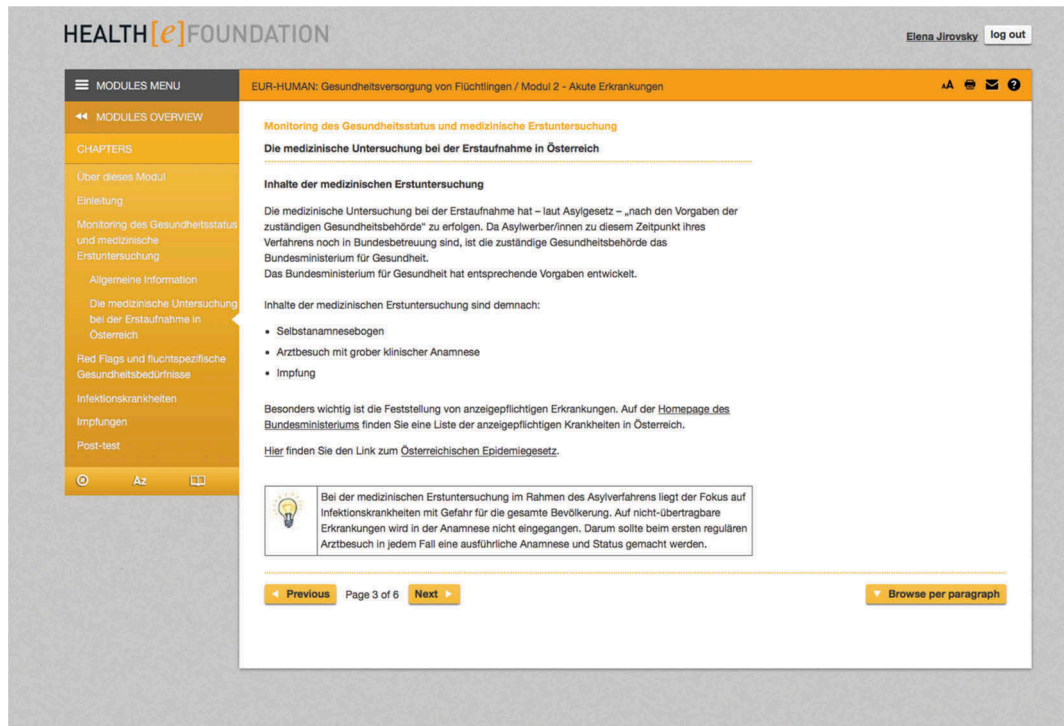 HEALTH[e]FOUNDATION
Elena Jirovsky log out
MODULES MENU
EUR-HUMAN: Gesundheitsversorgung von Flüchtlingen / Modul 2 - Akute Erkrankungen
AA ?
MODULES OVERVIEW
CHAPTERS
Über dieses Modul
Einleitung
Monitoring des Gesundheitsstatus
und medizinische
Erstuntersuchung
Allgemeine Information
Die medizinische Untersuchung
bei der Erstaufnahme in
Österreich
Red Flags und fluchtspezifische
Gesundheitsbedürfnisse
Infektionskrankheiten
Impfungen
Post-test
Az
Monitoring des Gesundheitsstatus und medizinische Erstuntersuchung
Die medizinische Untersuchung bei der Erstaufnahme in Österreich
Inhalte der medizinischen Erstuntersuchung
Die medizinische Untersuchung bei der Erstaufnahme hat – laut Asylgesetz – „nach den Vorgaben der
zuständigen Gesundheitsbehörde“ zu erfolgen. Da Asylwerber/innen zu diesem Zeitpunkt ihres
Verfahrens noch in Bundesbetreuung sind, ist die zuständige Gesundheitsbehörde das
Bundesministerium für Gesundheit.
Das Bundesministerium für Gesundheit hat entsprechende Vorgaben entwickelt.
Inhalte der medizinischen Erstuntersuchung sind demnach:
• Selbstanamnesebogen
• Arztbesuch mit grober klinischer Anamnese
• Impfung
Besonders wichtig ist die Feststellung von anzeigepflichtigen Erkrankungen. Auf der Homepage des
Bundesministeriums finden Sie eine Liste der anzeigepflichtigen Krankheiten in Österreich.
Hier finden Sie den Link zum Österreichischen Epidemiegesetz.
Bei der medizinischen Erstuntersuchung im Rahmen des Asylverfahrens liegt der Fokus auf
Infektionskrankheiten mit Gefahr für die gesamte Bevölkerung. Auf nicht-übertragbare
Erkrankungen wird in der Anamnese nicht eingegangen. Darum sollte beim ersten regulären
Arztbesuch in jedem Fall eine ausführliche Anamnese und Status gemacht werden.
Previous Page 3 of 6 Next Browse per paragraph